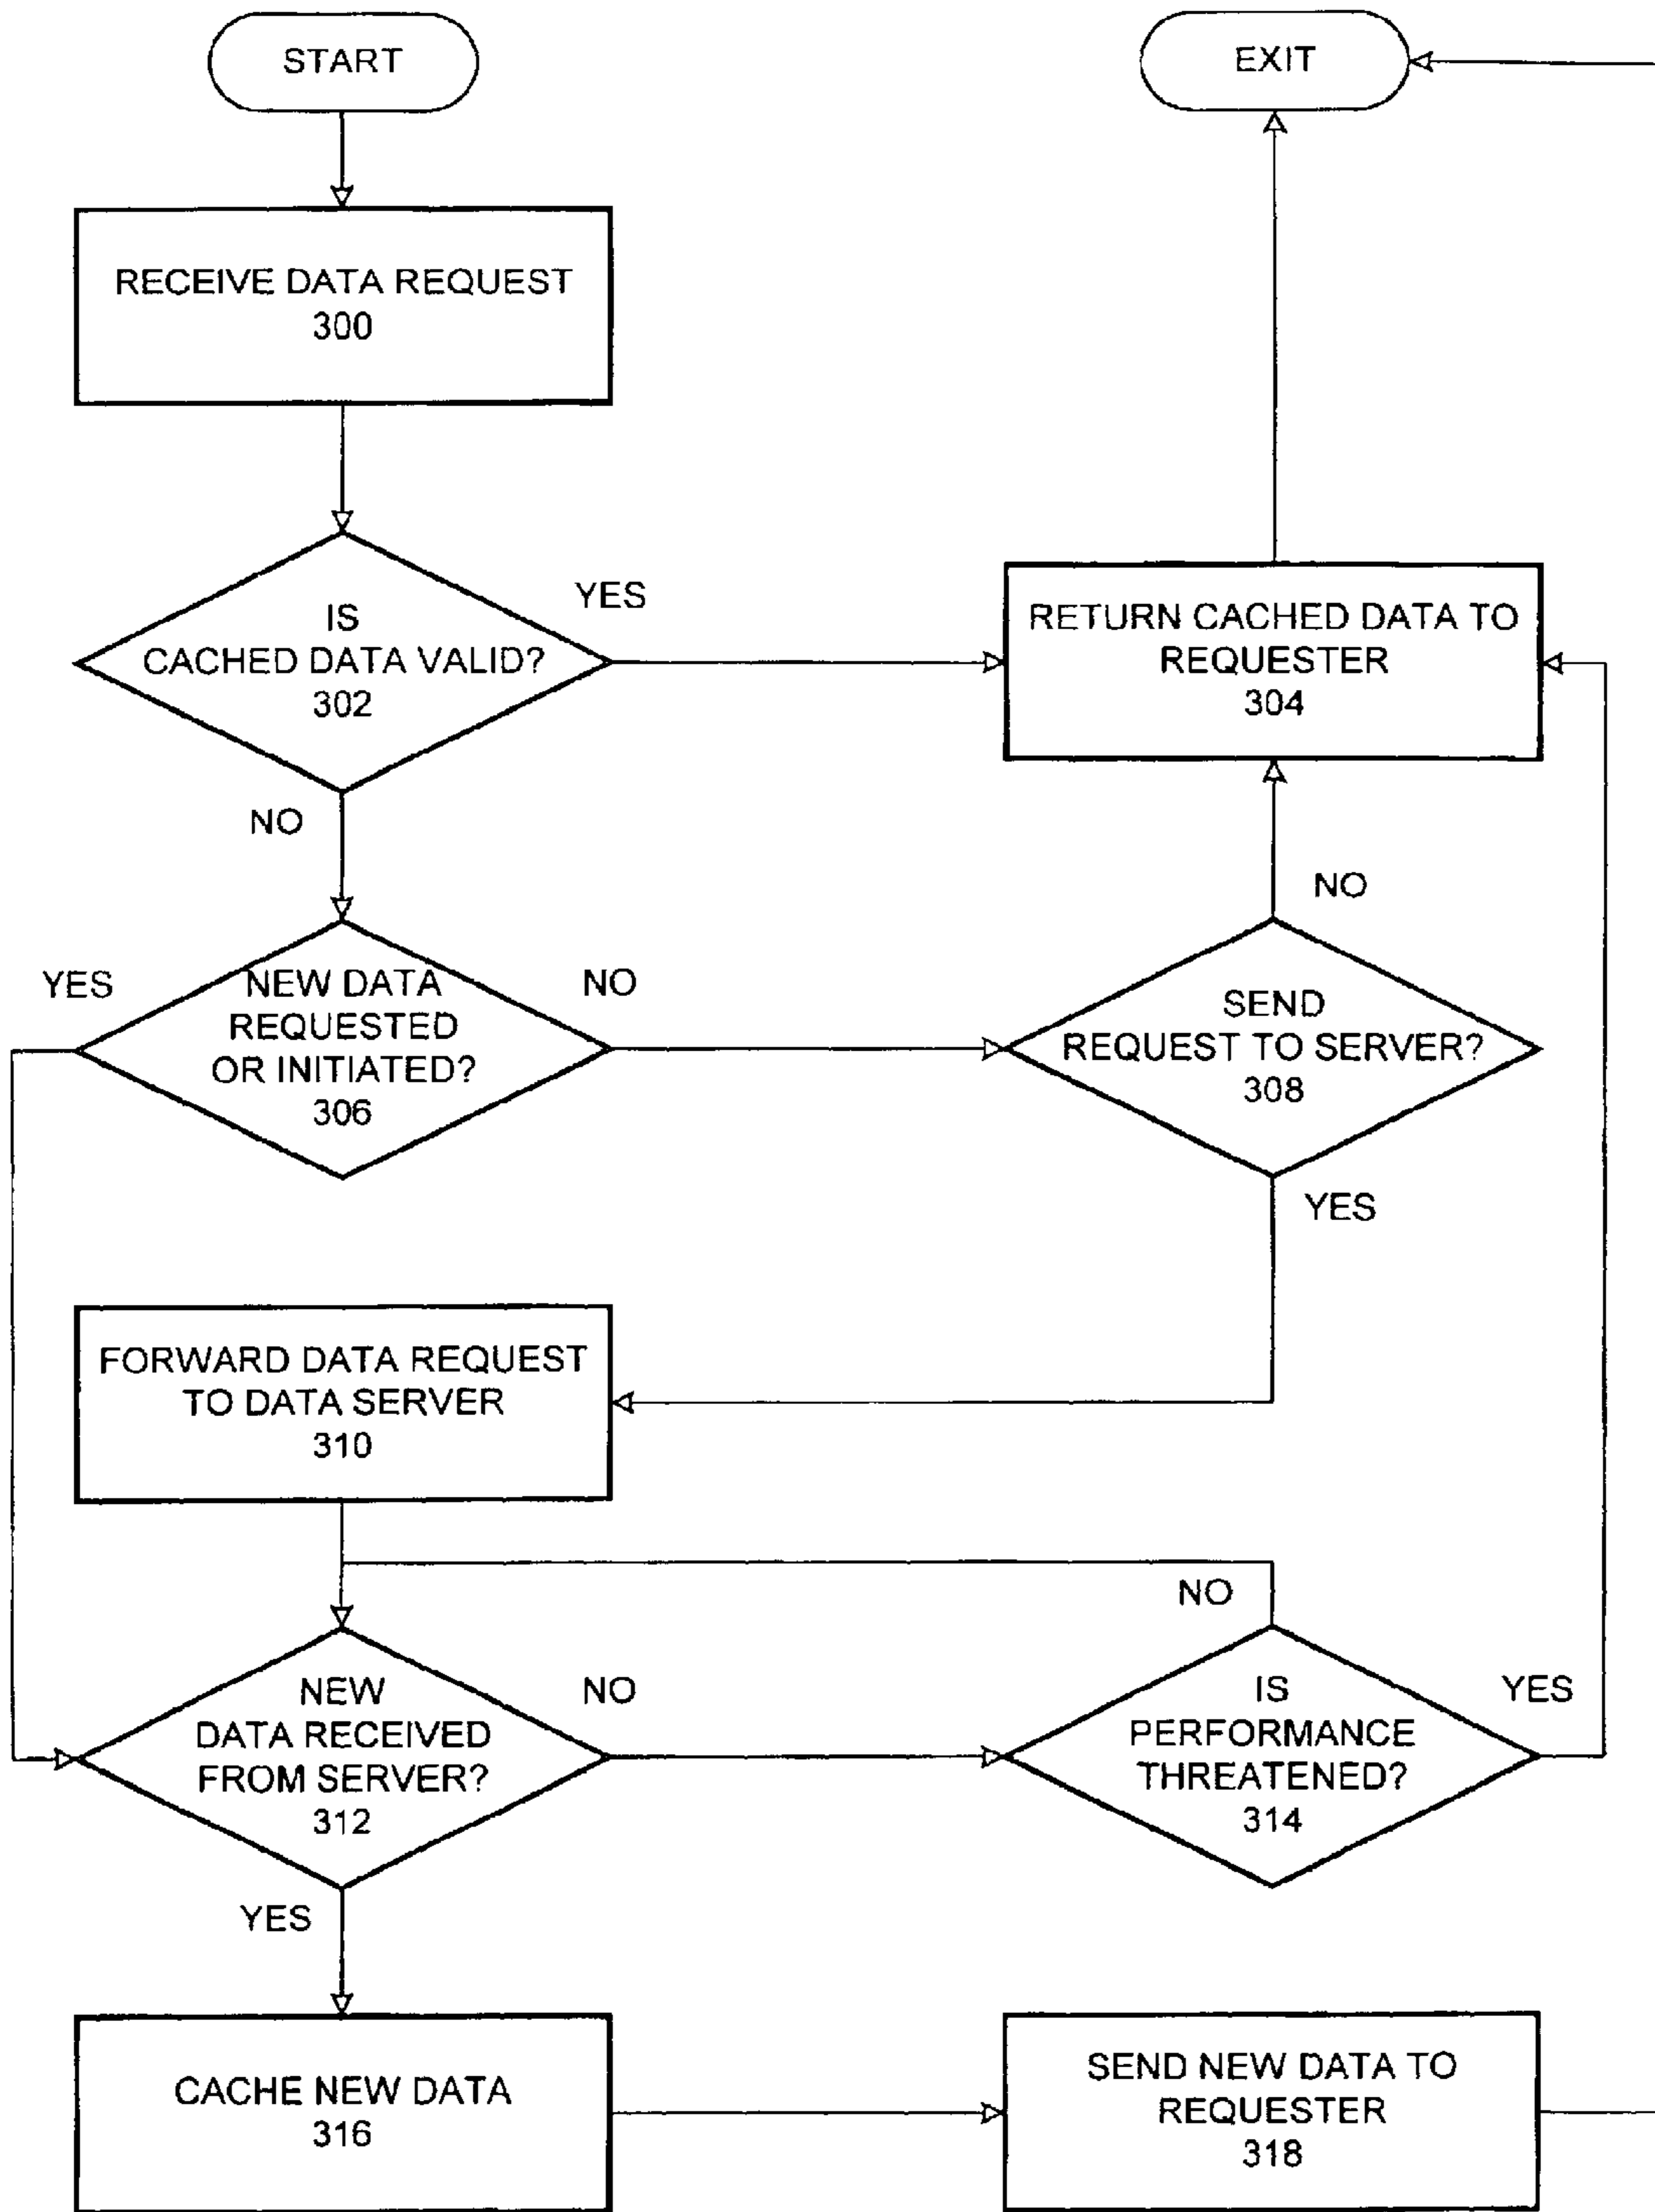 START
EXIT
RECEIVE DATA REQUEST
300
IS
CACHED DATA VALID?
302
YES
NO
RETURN CACHED DATA TO
REQUESTER
304
YES
NEW DATA
REQUESTED
OR INITIATED?
306
NO
NO
SEND
REQUEST TO SERVER?
308
YES
FORWARD DATA REQUEST
TO DATA SERVER
310
NEW
DATA RECEIVED
FROM SERVER?
312
NO
YES
NO
IS
PERFORMANCE
THREATENED?
314
YES
CACHE NEW DATA
316
SEND NEW DATA TO
REQUESTER
318